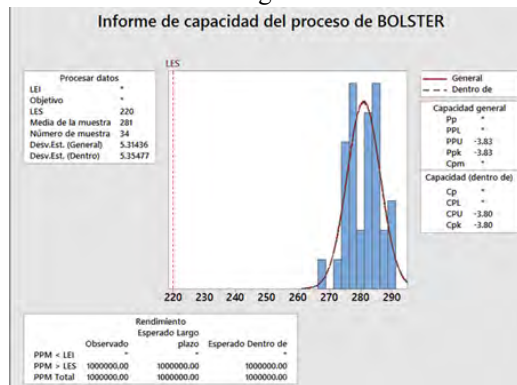 Informe de capacidad del proceso de BOLSTER
LES
Procesar datos
LEI *
Objetivo *
LES 220
Media de la muestra 281
Número de muestra 34
Desv.Est. (General) 5.31436
Desv.Est. (Dentro) 5.35477
General
Dentro de
Capacidad general
Pp *
PPL *
PPU -3.83
Ppk -3.83
Cpm *
Capacidad (dentro de)
Cp *
CPL *
CPU -3.80
Cpk -3.80
220 230 240 250 260 270 280 290
Rendimiento
Esperado Largo
Observado plazo Esperado Dentro de
PPM < LEI * * *
PPM > LES 1000000.00 1000000.00 1000000.00
PPM Total 1000000.00 1000000.00 1000000.00